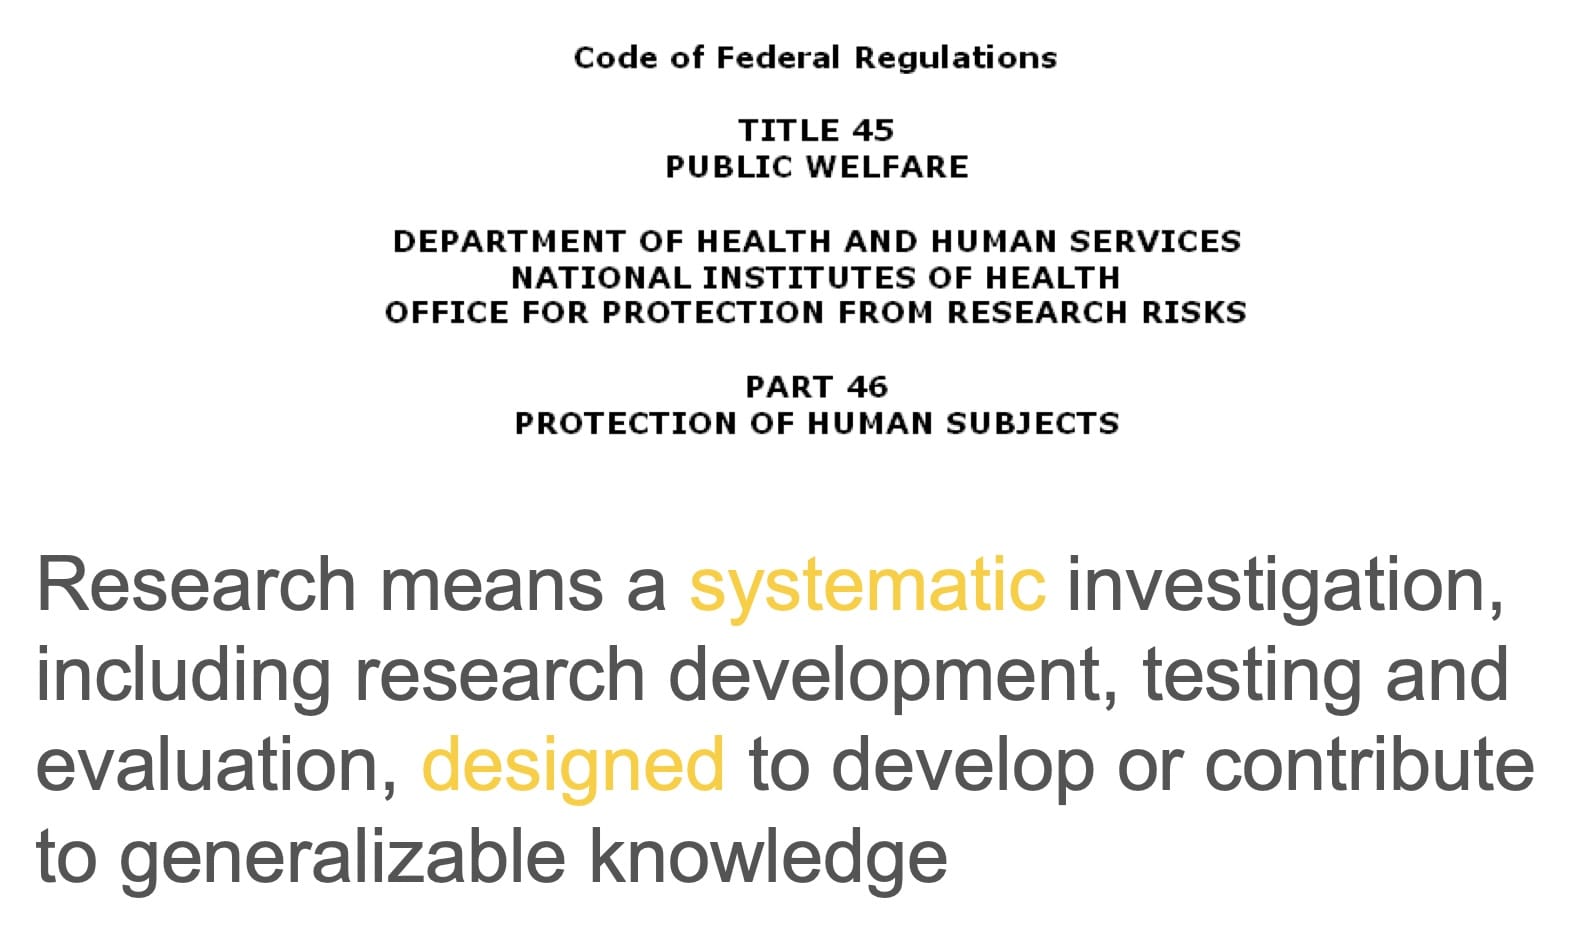 Code of Federal Regulations
TITLE 45
PUBLIC WELFARE
DEPARTMENT OF HEALTH AND HUMAN SERVICES
NATIONAL INSTITUTES OF HEALTH
OFFICE FOR PROTECTION FROM RESEARCH RISKS
PART 46
PROTECTION OF HUMAN SUBJECTS
Research means a systematic investigation,
including research development, testing and
evaluation, designed to develop or contribute
to generalizable knowledge